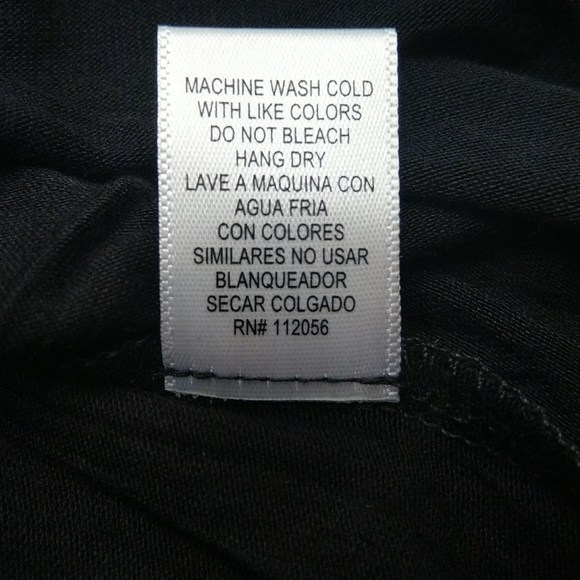 MACHINE WASH COLD
WITH LIKE COLORS
DO NOT BLEACH
HANG DRY
LAVE A MAQUINA CON
AGUA FRIA
CON COLORES
SIMILARES NO USAR
BLANQUEADOR
SECAR COLGADO
RN# 112056